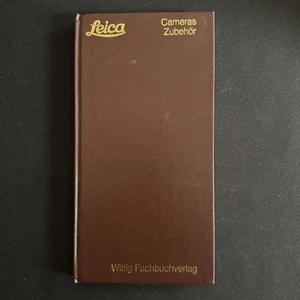 Leica
Cameras
Zubehör
Wittig Fachbuchverlag